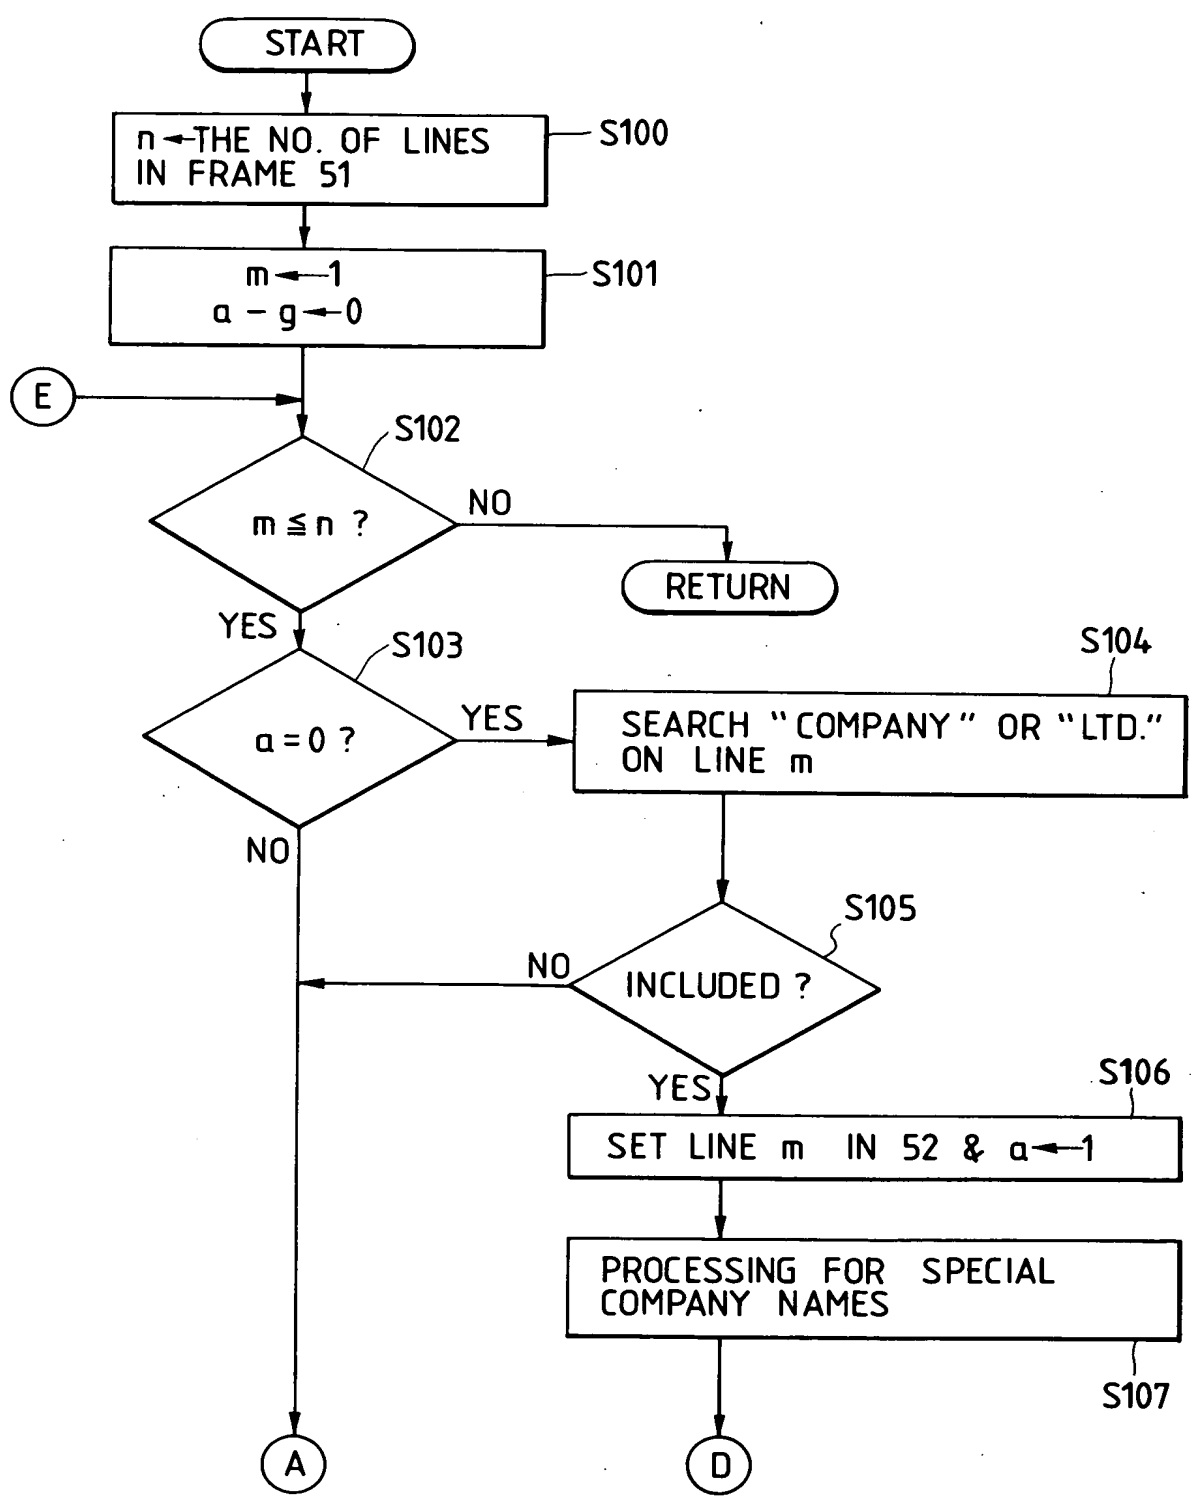 START
n←THE NO. OF LINES
IN FRAME 51
S100
m←1
a - g←0
S101
E
S102
m≦n ?
NO
RETURN
YES
S103
a=0 ?
YES
S104
SEARCH "COMPANY" OR "LTD."
ON LINE m
NO
S105
INCLUDED ?
NO
YES
S106
SET LINE m IN 52 & a←1
PROCESSING FOR SPECIAL
COMPANY NAMES
S107
A
D